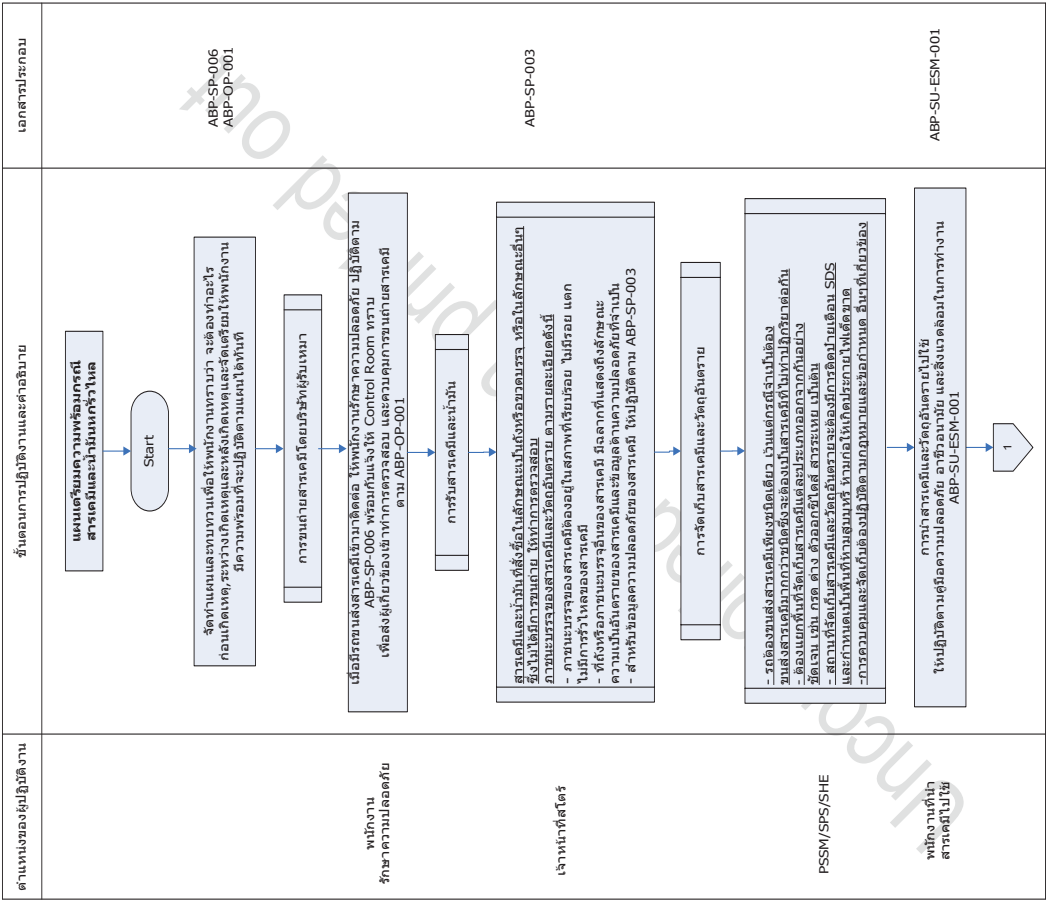 ตำแหน่งของผู้ปฏิบัติงาน
ขั้นตอนการปฏิบัติงานและคำอธิบาย
เอกสารประกอบ
แผนเตรียมความพร้อมกรณี
สารเคมีและน้ำมันหกรั่วไหล
Start
จัดทำแผนและทบทวนเพื่อให้พนักงานทราบว่า จะต้องทำอะไร
ก่อนเกิดเหตุ,ระหว่างเกิดเหตุและหลังเกิดเหตุและจัดเตรียมให้พนักงาน
มีความพร้อมที่จะปฏิบัติตามแผนได้ทันที
ABP-SP-006
ABP-OP-001
การขนถ่ายสารเคมีโดยบริษัทผู้รับเหมา
พนักงาน
รักษาความปลอดภัย
เมื่อมีรถขนส่งสารเคมีเข้ามาติดต่อ ให้พนักงานรักษาความปลอดภัย ปฏิบัติตาม
ABP-SP-006 พร้อมกับแจ้งให้ Control Room ทราบ
เพื่อส่งผู้เกี่ยวข้องเข้าทำการตรวจสอบ และควบคุมการขนถ่ายสารเคมี
ตาม ABP-OP-001
การรับสารเคมีและน้ำมัน
เจ้าหน้าที่สโตร์
สารเคมีและน้ำมันที่สั่งซื้อในลักษณะเป็นถังหรือขวดบรรจุ หรือในลักษณะอื่นๆ
ซึ่งไม่ได้มีการขนถ่าย ให้ทำการตรวจสอบ
ภาชนะบรรจุของสารเคมีและวัตถุอันตราย ตามรายละเอียดดังนี้
- ภาชนะบรรจุของสารเคมีต้องอยู่ในสภาพที่เรียบร้อย ไม่มีรอย แตก
ไม่มีการรั่วไหลของสารเคมี
- ที่ถังหรือภาชนะบรรจุอื่นของสารเคมี มีฉลากที่แสดงถึงลักษณะ
ความเป็นอันตรายของสารเคมีและข้อมูลด้านความปลอดภัยที่จำเป็น
- สำหรับข้อมูลความปลอดภัยของสารเคมี ให้ปฏิบัติตาม ABP-SP-003
ABP-SP-003
การจัดเก็บสารเคมีและวัตถุอันตราย
PSSM/SPS/SHE
- รถต้องขนส่งสารเคมีเพียงชนิดเดียว เว้นแต่กรณีจำเป็นต้อง
ขนส่งสารเคมีมากกว่าชนิดซึ่งจะต้องเป็นสารเคมีที่ไม่ทำปฏิกิริยาต่อกัน
- ต้องแยกพื้นที่จัดเก็บสารเคมีแต่ละประเภทออกจากกันอย่าง
ชัดเจน เช่น กรด ด่าง ตัวออกซิไดส์ สารระเหย เป็นต้น
- สถานที่จัดเก็บสารเคมีและวัตถุอันตรายจะต้องมีการติดป้ายเตือน SDS
และกำหนดเป็นพื้นที่ห้ามสูบบุหรี่ ห้ามก่อให้เกิดประกายไฟเด็ดขาด
-การควบคุมและจัดเก็บต้องปฏิบัติตามกฎหมายและข้อกำหนด อื่นๆที่เกี่ยวข้อง
พนักงานที่นำ
สารเคมีไปใช้
การนำสารเคมีและวัตถุอันตรายไปใช้
ให้ปฏิบัติตามคู่มือความปลอดภัย อาชีวอนามัย และสิ่งแวดล้อมในการทำงาน
ABP-SU-ESM-001
ABP-SU-ESM-001
1